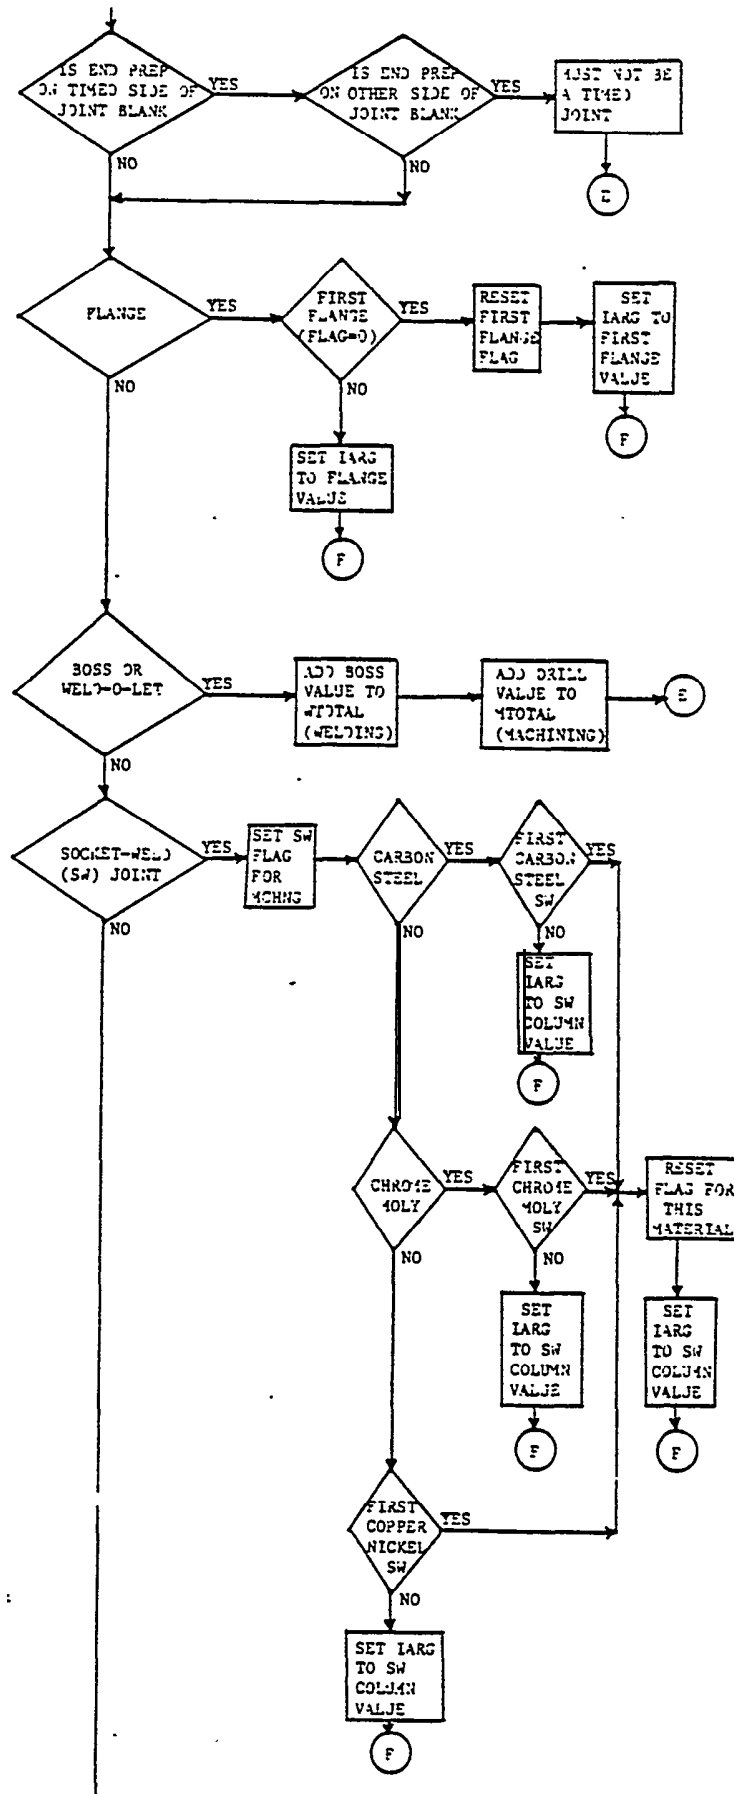 IS END PREP
ON TIMED SIDE OF
JOINT BLANK
YES
NO
IS END PREP
ON OTHER SIDE OF
JOINT BLANK
YES
NO
MUST NOT BE
A TIMED
JOINT
E
FLANGE
YES
NO
FIRST
FLANGE
(FLAG=0)
YES
NO
RESET
FIRST
FLANGE
FLAG
SET
IARG TO
FIRST
FLANGE
VALUE
F
SET IARG
TO FLANGE
VALUE
F
BOSS OR
WELD-O-LET
YES
NO
ADD BOSS
VALUE TO
WTOTAL
(WELDING)
ADD DRILL
VALUE TO
MTOTAL
(MACHINING)
E
SOCKET-WELD
(SW) JOINT
YES
NO
SET SW
FLAG
FOR
MCHNG
CARBON
STEEL
YES
NO
FIRST
CARBON
STEEL
SW
YES
NO
SET
IARG
TO SW
COLUMN
VALUE
F
CHROME
MOLY
YES
NO
FIRST
CHROME
MOLY
SW
YES
NO
RESET
FLAG FOR
THIS
MATERIAL
SET
IARG
TO SW
COLUMN
VALUE
F
SET
IARG
TO SW
COLUMN
VALUE
F
FIRST
COPPER
NICKEL
SW
YES
NO
SET IARG
TO SW
COLUMN
VALUE
F